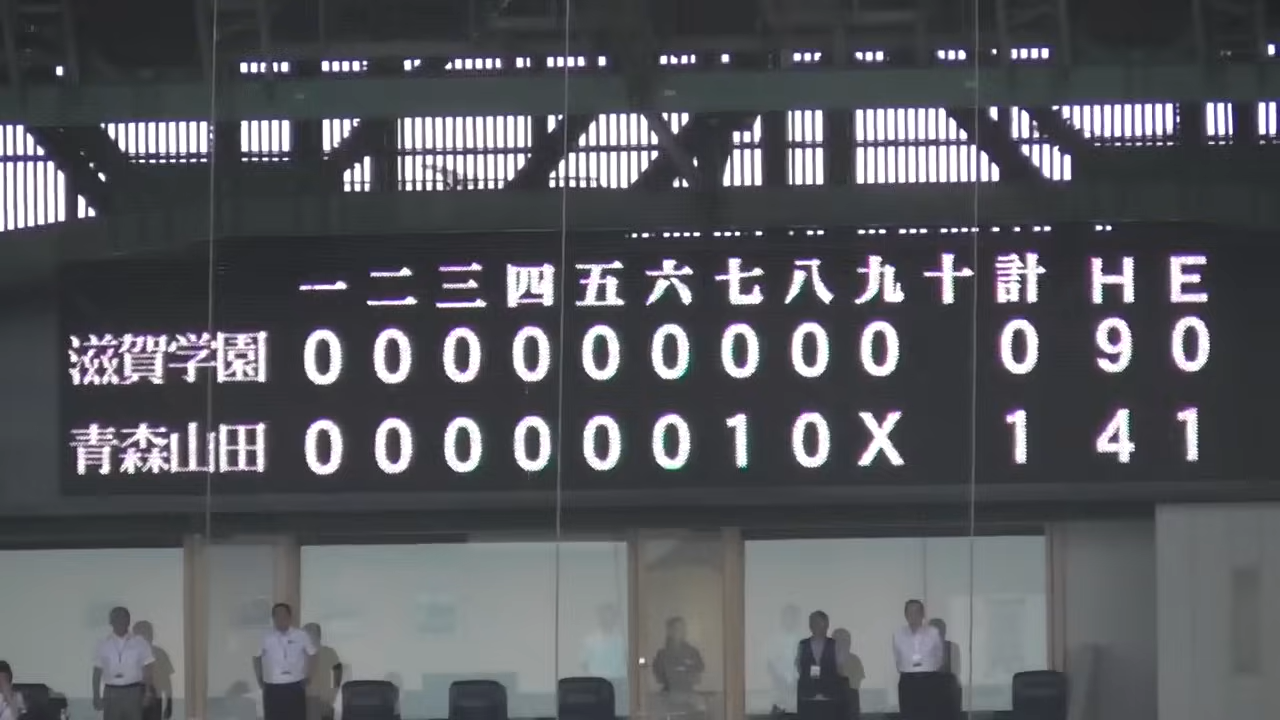 一 二 三 四 五 六 七 八 九 十 計 H E
滋賀学園 0 0 0 0 0 0 0 0 0 0 9 0
青森山田 0 0 0 0 0 0 1 0 X 1 4 1